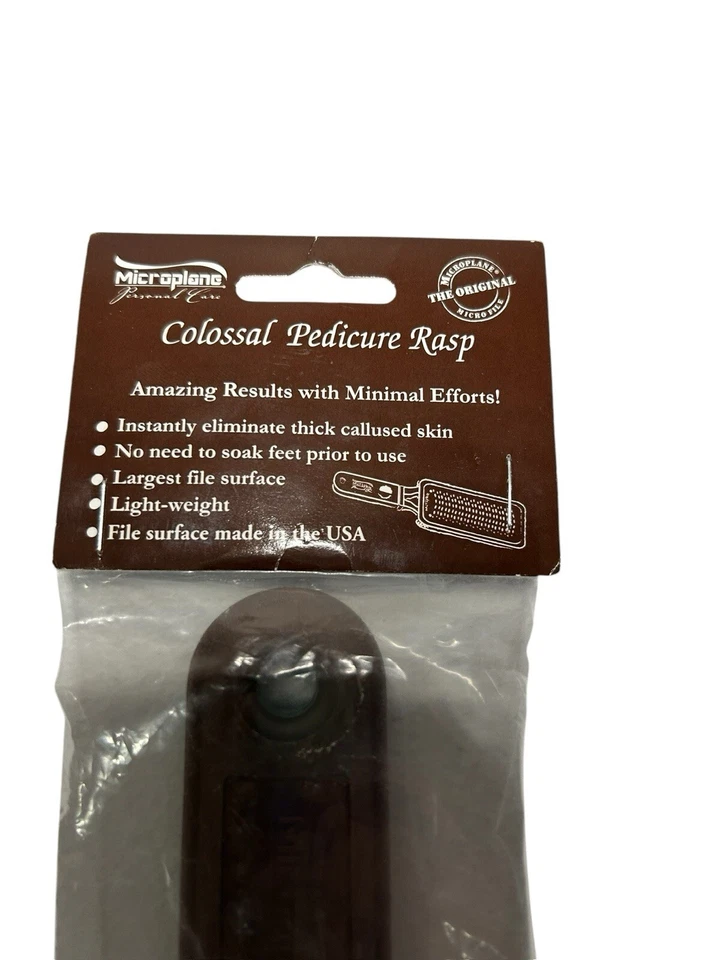 Microplane
Personal Care
MICROPLANE®
THE ORIGINAL
MICRO FILE
Colossal Pedicure Rasp
Amazing Results with Minimal Efforts!
Instantly eliminate thick callused skin
No need to soak feet prior to use
Largest file surface
Light-weight
File surface made in the USA